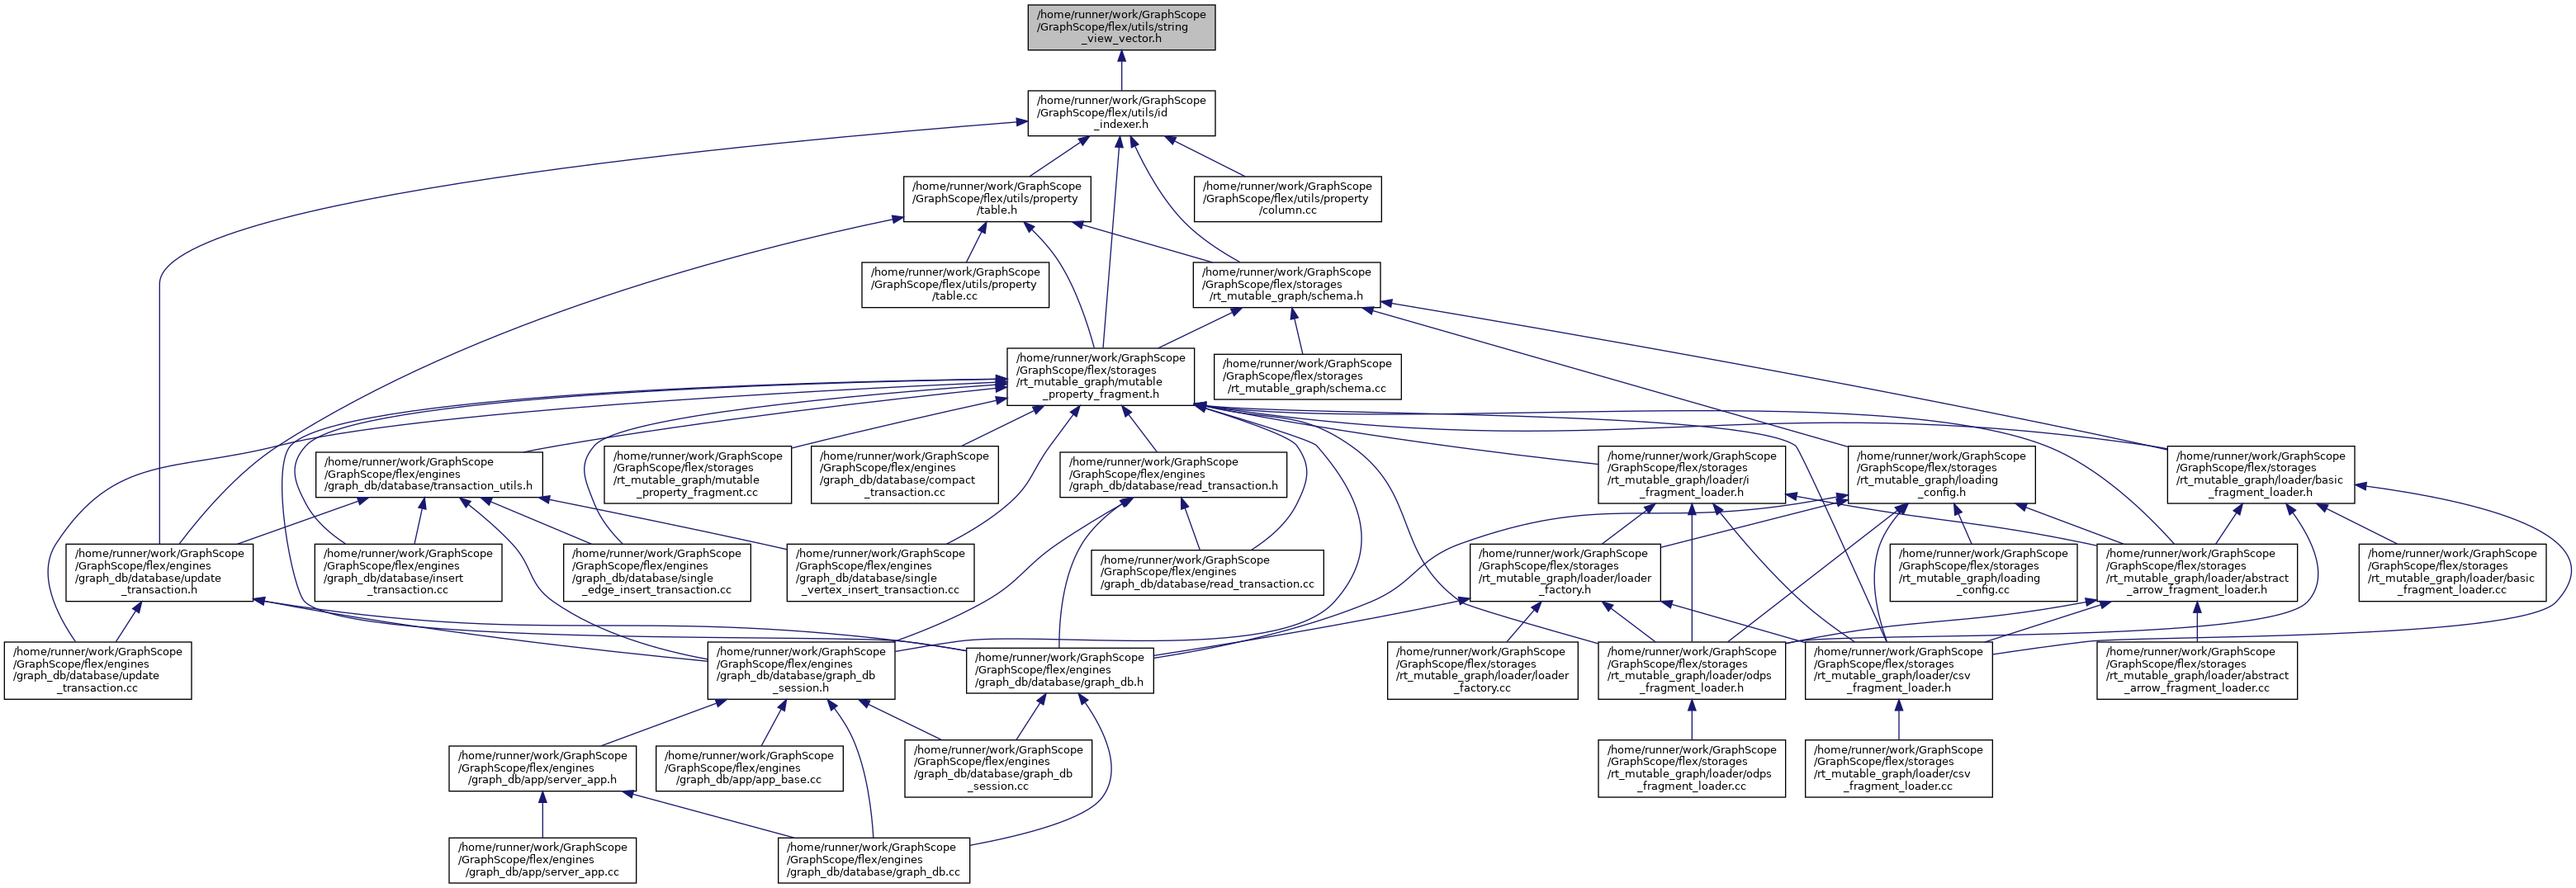 /home/runner/work/GraphScope
/GraphScope/flex/utils/string
_view_vector.h
/home/runner/work/GraphScope
/GraphScope/flex/utils/id
_indexer.h
/home/runner/work/GraphScope
/GraphScope/flex/utils/property
/table.h
/home/runner/work/GraphScope
/GraphScope/flex/utils/property
/column.cc
/home/runner/work/GraphScope
/GraphScope/flex/utils/property
/table.cc
/home/runner/work/GraphScope
/GraphScope/flex/storages
/rt_mutable_graph/schema.h
/home/runner/work/GraphScope
/GraphScope/flex/storages
/rt_mutable_graph/mutable
_property_fragment.h
/home/runner/work/GraphScope
/GraphScope/flex/storages
/rt_mutable_graph/schema.cc
/home/runner/work/GraphScope
/GraphScope/flex/engines
/graph_db/database/transaction_utils.h
/home/runner/work/GraphScope
/GraphScope/flex/storages
/rt_mutable_graph/mutable
_property_fragment.cc
/home/runner/work/GraphScope
/GraphScope/flex/engines
/graph_db/database/compact
_transaction.cc
/home/runner/work/GraphScope
/GraphScope/flex/engines
/graph_db/database/read_transaction.h
/home/runner/work/GraphScope
/GraphScope/flex/storages
/rt_mutable_graph/loader/i
_fragment_loader.h
/home/runner/work/GraphScope
/GraphScope/flex/storages
/rt_mutable_graph/loading
_config.h
/home/runner/work/GraphScope
/GraphScope/flex/storages
/rt_mutable_graph/loader/basic
_fragment_loader.h
/home/runner/work/GraphScope
/GraphScope/flex/engines
/graph_db/database/update
_transaction.h
/home/runner/work/GraphScope
/GraphScope/flex/engines
/graph_db/database/insert
_transaction.cc
/home/runner/work/GraphScope
/GraphScope/flex/engines
/graph_db/database/single
_edge_insert_transaction.cc
/home/runner/work/GraphScope
/GraphScope/flex/engines
/graph_db/database/single
_vertex_insert_transaction.cc
/home/runner/work/GraphScope
/GraphScope/flex/engines
/graph_db/database/read_transaction.cc
/home/runner/work/GraphScope
/GraphScope/flex/storages
/rt_mutable_graph/loader/loader
_factory.h
/home/runner/work/GraphScope
/GraphScope/flex/storages
/rt_mutable_graph/loading
_config.cc
/home/runner/work/GraphScope
/GraphScope/flex/storages
/rt_mutable_graph/loader/abstract
_arrow_fragment_loader.h
/home/runner/work/GraphScope
/GraphScope/flex/storages
/rt_mutable_graph/loader/basic
_fragment_loader.cc
/home/runner/work/GraphScope
/GraphScope/flex/engines
/graph_db/database/update
_transaction.cc
/home/runner/work/GraphScope
/GraphScope/flex/engines
/graph_db/database/graph_db
_session.h
/home/runner/work/GraphScope
/GraphScope/flex/engines
/graph_db/database/graph_db.h
/home/runner/work/GraphScope
/GraphScope/flex/storages
/rt_mutable_graph/loader/loader
_factory.cc
/home/runner/work/GraphScope
/GraphScope/flex/storages
/rt_mutable_graph/loader/odps
_fragment_loader.h
/home/runner/work/GraphScope
/GraphScope/flex/storages
/rt_mutable_graph/loader/csv
_fragment_loader.h
/home/runner/work/GraphScope
/GraphScope/flex/storages
/rt_mutable_graph/loader/abstract
_arrow_fragment_loader.cc
/home/runner/work/GraphScope
/GraphScope/flex/engines
/graph_db/app/server_app.h
/home/runner/work/GraphScope
/GraphScope/flex/engines
/graph_db/app/app_base.cc
/home/runner/work/GraphScope
/GraphScope/flex/engines
/graph_db/database/graph_db
_session.cc
/home/runner/work/GraphScope
/GraphScope/flex/storages
/rt_mutable_graph/loader/odps
_fragment_loader.cc
/home/runner/work/GraphScope
/GraphScope/flex/storages
/rt_mutable_graph/loader/csv
_fragment_loader.cc
/home/runner/work/GraphScope
/GraphScope/flex/engines
/graph_db/app/server_app.cc
/home/runner/work/GraphScope
/GraphScope/flex/engines
/graph_db/database/graph_db.cc